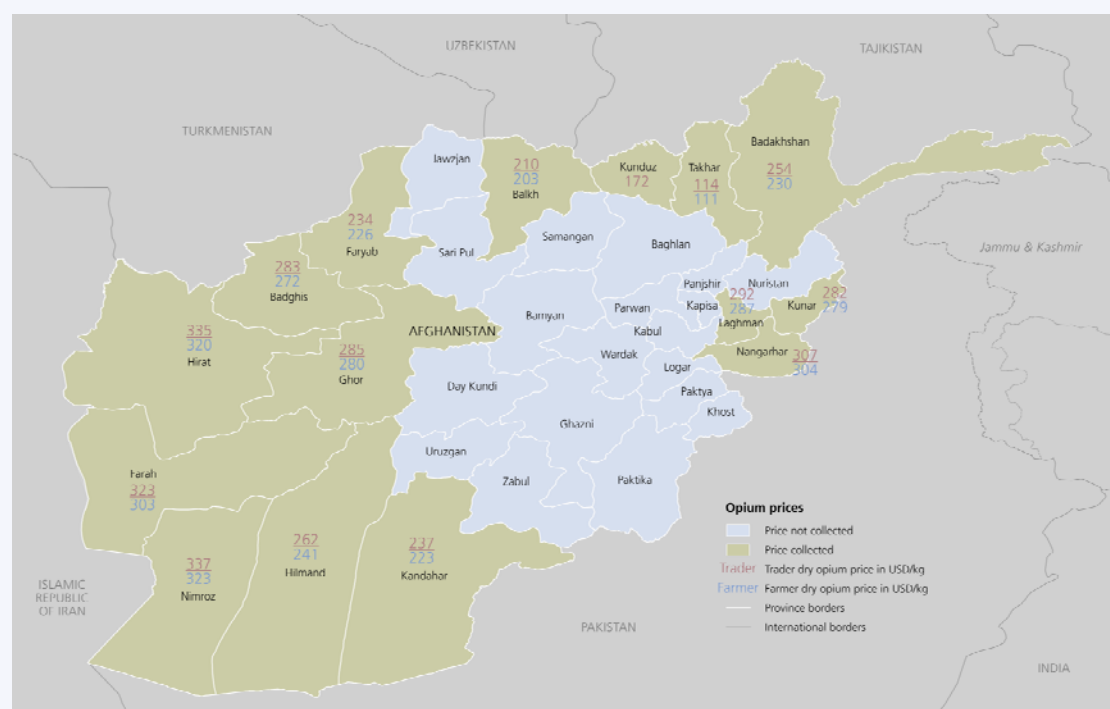 UZBEKISTAN
TAJIKISTAN
TURKMENISTAN
Jawzjan
210
203
Balkh
Kunduz
172
Takhar
114
111
Badakhshan
254
230
234
226
Faryab
Sari Pul
Samangan
Baghlan
Jammu & Kashmir
283
272
Badghis
Panjshir
Nuristan
292
287
Laghman
Kunar
282
279
Bamyan
Parwan
Kapisa
Kabul
335
320
Hirat
AFGHANISTAN
285
280
Ghor
Wardak
Nangarhar
307
304
Logar
Day Kundi
Paktya
Khost
Ghazni
Uruzgan
Zabul
Paktika
Farah
323
303
337
323
Nimroz
262
241
Hilmand
237
223
Kandahar
Opium prices
Price not collected
Price collected
Trader Trader dry opium price in USD/kg
Farmer Farmer dry opium price in USD/kg
Province borders
International borders
ISLAMIC
REPUBLIC
OF IRAN
PAKISTAN
INDIA